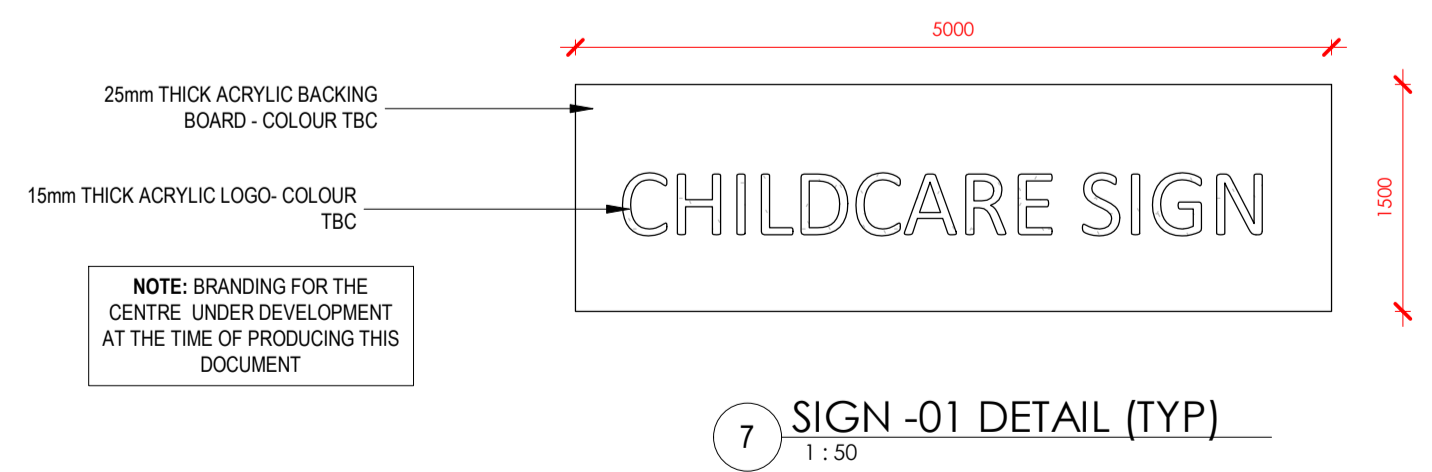 5000
25mm THICK ACRYLIC BACKING
BOARD - COLOUR TBC
15mm THICK ACRYLIC LOGO- COLOUR
TBC
CHILDCARE SIGN
1500
NOTE: BRANDING FOR THE
CENTRE UNDER DEVELOPMENT
AT THE TIME OF PRODUCING THIS
DOCUMENT
7
SIGN -01 DETAIL (TYP)
1 : 50